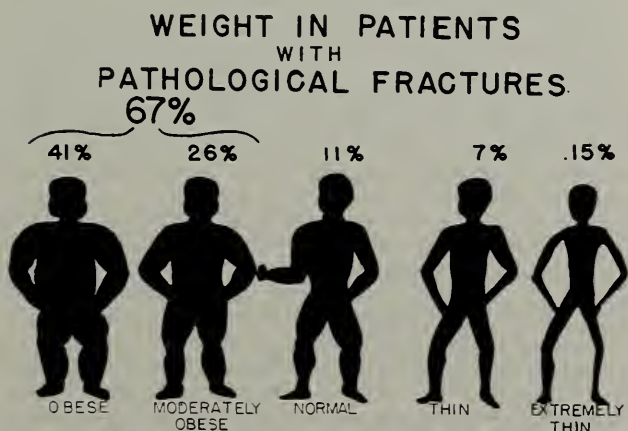 WEIGHT IN PATIENTS
WITH
PATHOLOGICAL FRACTURES.
67%
41% 26% 11% 7% .15%
OBESE MODERATELY OBESE NORMAL THIN EXTREMELY THIN